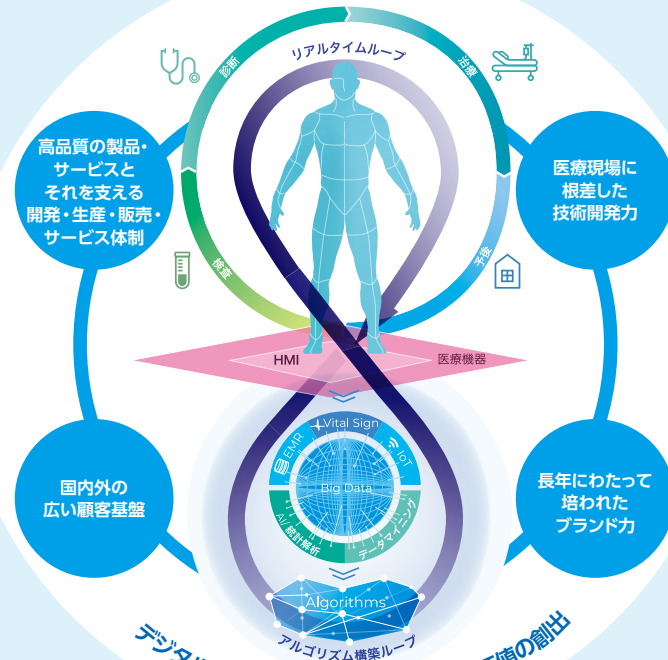 リアルタイムループ
診断
治療
検査
予後
高品質の製品・
サービスと
それを支える
開発・生産・販売・
サービス体制
医療現場に
根差した
技術開発力
HMI
医療機器
Vital Sign
EMR
IoT
Big Data
AI/統計解析
データマイニング
国内外の
広い顧客基盤
長年にわたって
培われた
ブランド力
Algorithms
アルゴリズム構築ループ
デジタル
値の創出